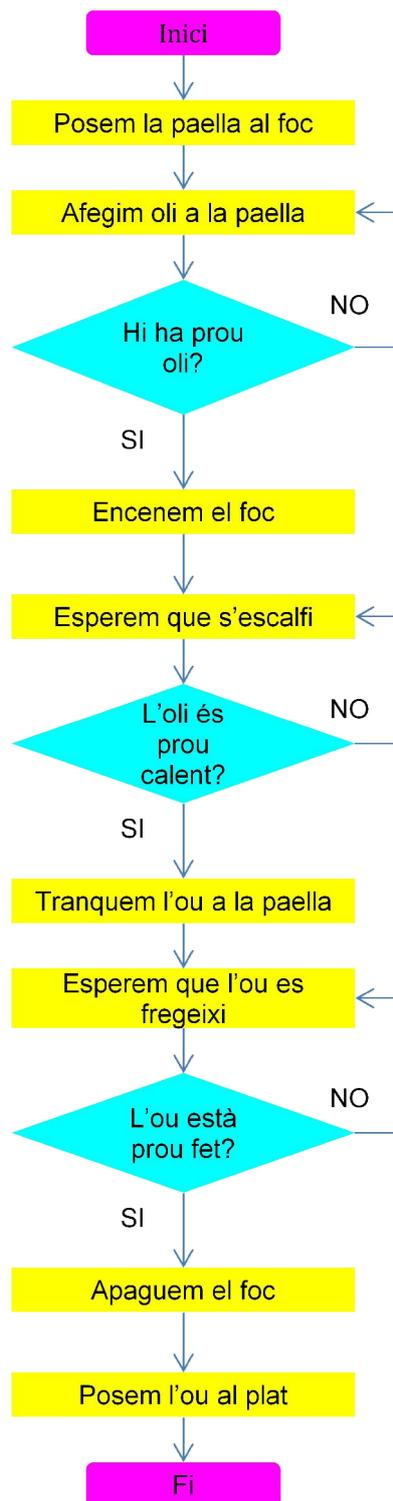 Inici
Posem la paella al foc
Afegim oli a la paella
NO
Hi ha prou
oli?
SI
Encenem el foc
Esperem que s’escalfi
NO
L’oli és
prou
calent?
SI
Tranquem l’ou a la paella
Esperem que l’ou es
fregeixi
NO
L’ou està
prou fet?
SI
Apaguem el foc
Posem l’ou al plat
Fi